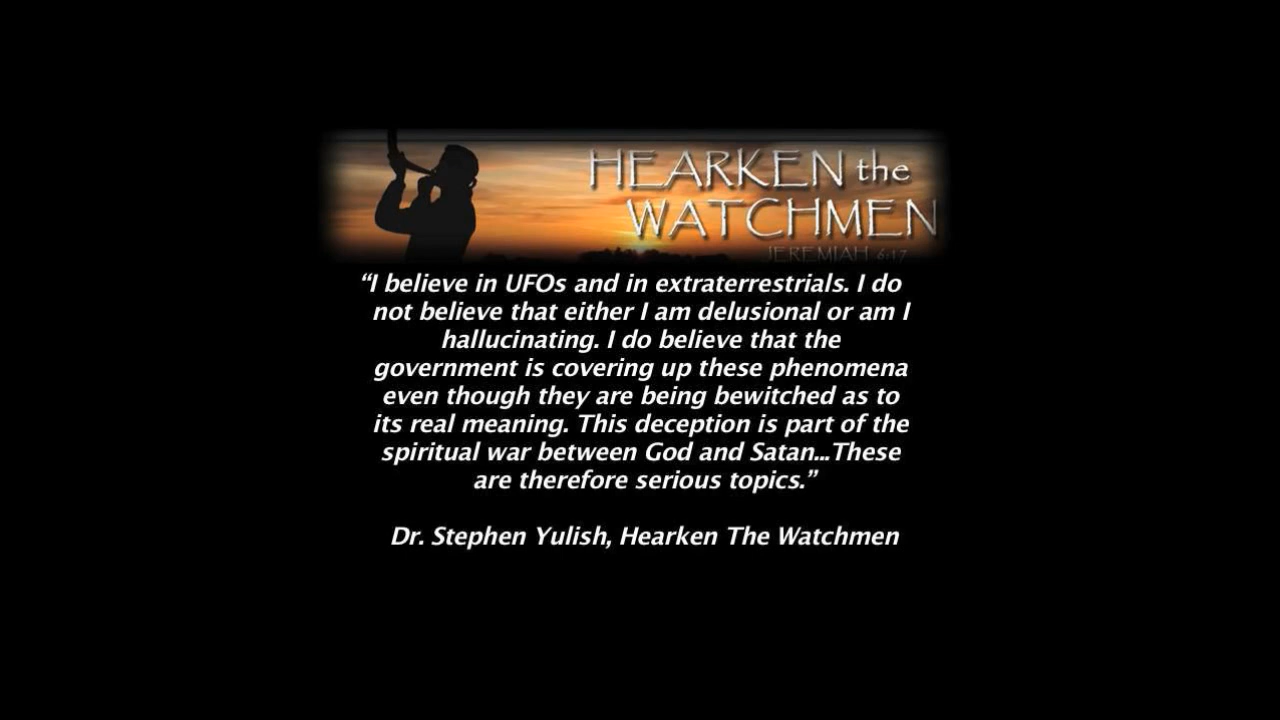 HEARKEN the
WATCHMEN
JEREMIAH 6:17
“I believe in UFOs and in extraterrestrials. I do
not believe that either I am delusional or am I
hallucinating. I do believe that the
government is covering up these phenomena
even though they are being bewitched as to
its real meaning. This deception is part of the
spiritual war between God and Satan...These
are therefore serious topics.”
Dr. Stephen Yulish, Hearken The Watchmen